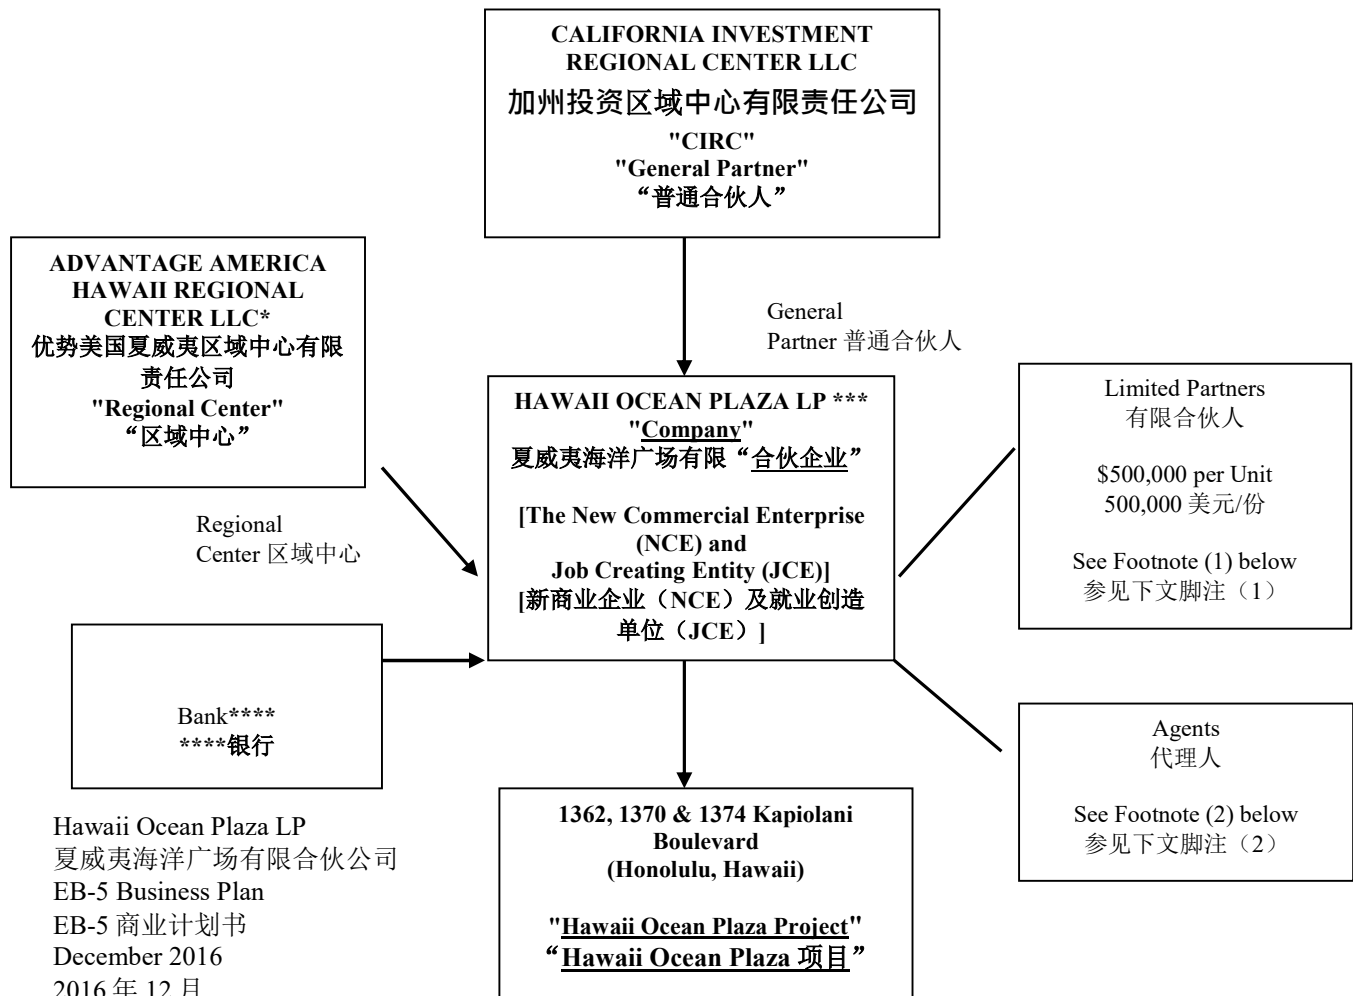 CALIFORNIA INVESTMENT
REGIONAL CENTER LLC
加州投资区域中心有限责任公司
"CIRC"
"General Partner"
“普通合伙人”
ADVANTAGE AMERICA
HAWAII REGIONAL
CENTER LLC*
优势美国夏威夷区域中心有限
责任公司
"Regional Center"
“区域中心”
General
Partner 普通合伙人
HAWAII OCEAN PLAZA LP ***
"Company"
夏威夷海洋广场有限“合伙企业”
[The New Commercial Enterprise
(NCE) and
Job Creating Entity (JCE)]
[新商业企业（NCE）及就业创造
单位（JCE）]
Limited Partners
有限合伙人
$500,000 per Unit
500,000 美元/份
See Footnote (1) below
参见下文脚注（1）
Regional
Center 区域中心
Bank****
****银行
Agents
代理人
See Footnote (2) below
参见下文脚注（2）
1362, 1370 & 1374 Kapiolani
Boulevard
(Honolulu, Hawaii)
"Hawaii Ocean Plaza Project"
“Hawaii Ocean Plaza 项目”
Hawaii Ocean Plaza LP
夏威夷海洋广场有限合伙公司
EB-5 Business Plan
EB-5 商业计划书
December 2016
2016 年 12 月